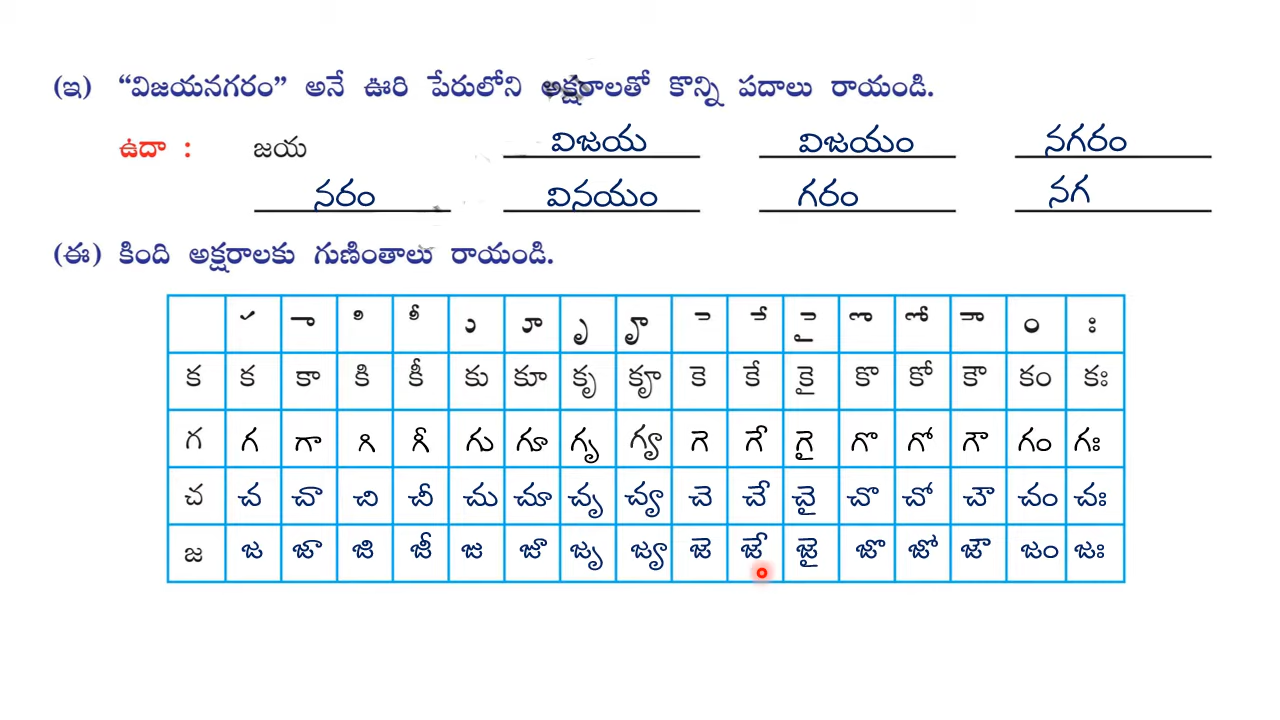 (ఇ) “విజయనగరం” అనే ఊరి పేరులోని అక్షరాలతో కొన్ని పదాలు రాయండి.
ఉదా : జయ విజయ విజయం నగరం
నరం వినయం గరం నగ
(ఈ) కింది అక్షరాలకు గుణింతాలు రాయండి.
✓ ా ి ీ ు ూ ృ ౄ ె ే ై ొ ో ౌ ం ః
క క కా కి కీ కు కూ కృ కౄ కె కే కై కొ కో కౌ కం కః
గ గ గా గి గీ గు గూ గృ గౄ గె గే గై గొ గో గౌ గం గః
చ చ చా చి చీ చు చూ చృ చౄ చె చే చై చొ చో చౌ చం చః
జ జ జా జి జీ జు జూ జృ జౄ జె జే జై జొ జో జౌ జం జః